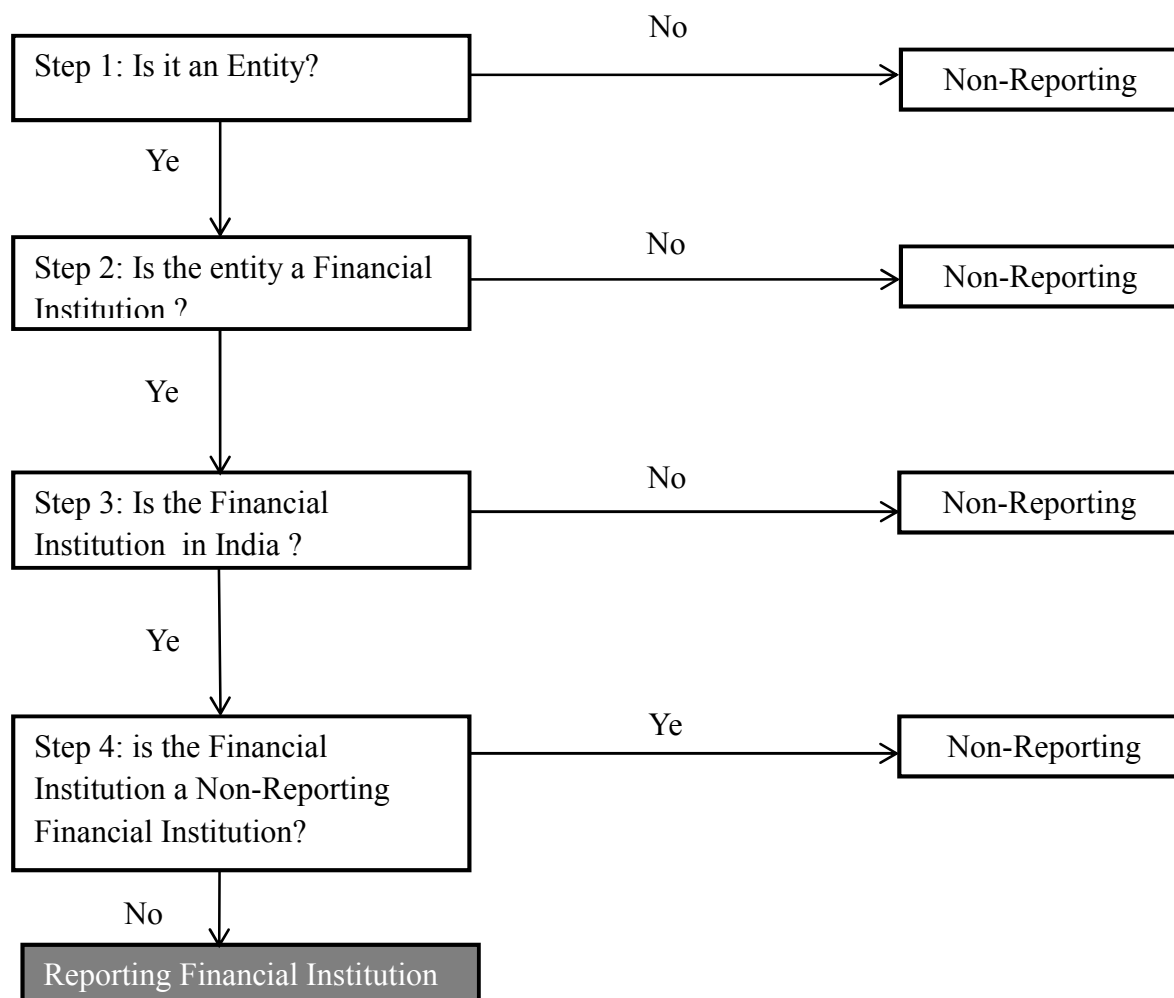 No
Step 1: Is it an Entity?
Non-Reporting
Ye
No
Step 2: Is the entity a Financial
Institution ?
Non-Reporting
Ye
No
Step 3: Is the Financial
Institution in India ?
Non-Reporting
Ye
Ye
Step 4: is the Financial
Institution a Non-Reporting
Financial Institution?
Non-Reporting
No
Reporting Financial Institution